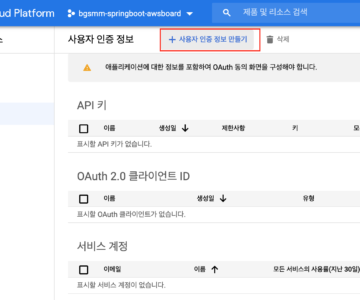 ud Platform
bgsmm-springboot-awsboard
제품 및 리소스 검색
스
사용자 인증 정보
+ 사용자 인증 정보 만들기
삭제
애플리케이션에 대한 정보를 포함하여 OAuth 동의 화면을 구성해야 합니다.
API 키
이름 생성일 제한사항 키 모
표시할 API 키가 없습니다.
OAuth 2.0 클라이언트 ID
이름 생성일 유형
표시할 OAuth 클라이언트가 없습니다.
서비스 계정
이메일 이름 모든 서비스의 사용률(지난 30일)
표시할 서비스 계정이 없습니다.